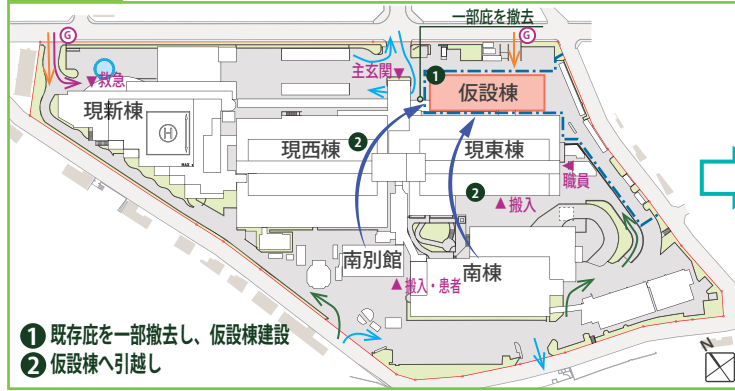 一部庇を撤去
G
G
主玄関
救急
1
仮設棟
現新棟
H
2
現西棟
現東棟
職員
2
搬入
南別館
南棟
搬入・患者
N
1 既存庇を一部撤去し、仮設棟建設
2 仮設棟へ引越し